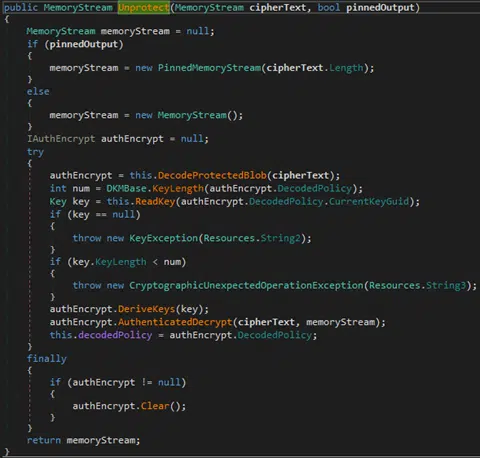 public MemoryStream Unprotect(MemoryStream cipherText, bool pinnedOutput)
{
    MemoryStream memoryStream = null;
    if (pinnedOutput)
    {
        memoryStream = new PinnedMemoryStream(cipherText.Length);
    }
    else
    {
        memoryStream = new MemoryStream();
    }
    IAuthEncrypt authEncrypt = null;
    try
    {
        authEncrypt = this.DecodeProtectedBlob(cipherText);
        int num = DKMBase.KeyLength(authEncrypt.DecodedPolicy);
        Key key = this.ReadKey(authEncrypt.DecodedPolicy.CurrentKeyGuid);
        if (key == null)
        {
            throw new KeyException(Resources.String2);
        }
        if (key.KeyLength < num)
        {
            throw new CryptographicUnexpectedOperationException(Resources.String3);
        }
        authEncrypt.DeriveKeys(key);
        authEncrypt.AuthenticatedDecrypt(cipherText, memoryStream);
        this.decodedPolicy = authEncrypt.DecodedPolicy;
    }
    finally
    {
        if (authEncrypt != null)
        {
            authEncrypt.Clear();
        }
    }
    return memoryStream;
}